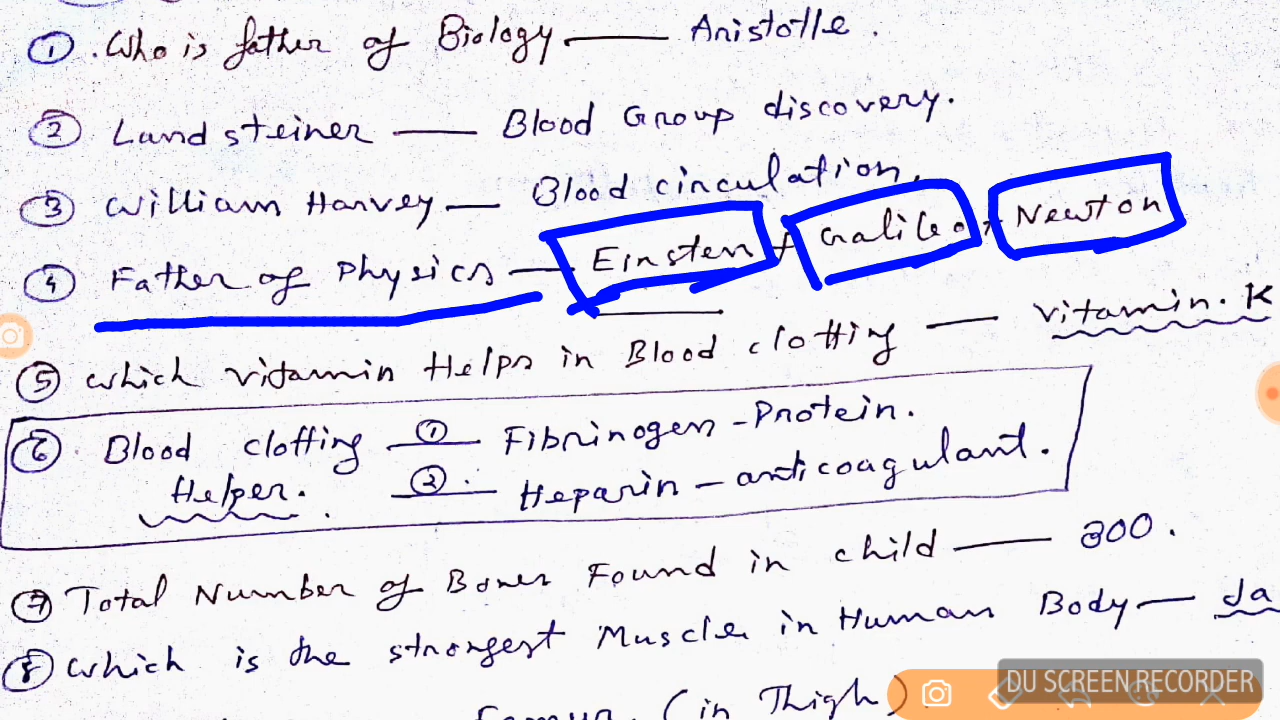 ① . Who is father of Biology — Aristotle .
② Landsteiner — Blood Group discovery.
③ William Harvey — Blood circulation.
④ Father of Physics — Einsten + Galileo + Newton
⑤ Which vitamin Helps in Blood clotting — vitamin. K
⑥ Blood clotting ① Fibrinogen - Protein.
Helper. ② . Heparin - anticoagulant.
⑦ Total Number of Bones Found in child — 300 .
⑧ Which is the strongest Muscle in Human Body — Ja
(in Thigh)
DU SCREEN RECORDER